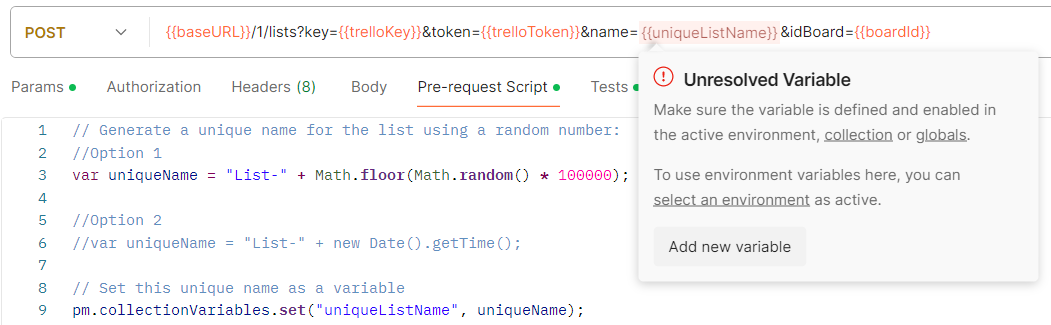 POST {{baseURL}}/1/lists?key={{trelloKey}}&token={{trelloToken}}&name={{uniqueListName}}&idBoard={{boardId}}
Params Authorization Headers (8) Body Pre-request Script Tests
Unresolved Variable
Make sure the variable is defined and enabled in
the active environment, collection or globals.
To use environment variables here, you can
select an environment as active.
Add new variable
1 // Generate a unique name for the list using a random number:
2 //Option 1
3 var uniqueName = "List-" + Math.floor(Math.random() * 100000);
4
5 //Option 2
6 //var uniqueName = "List-" + new Date().getTime();
7
8 // Set this unique name as a variable
9 pm.collectionVariables.set("uniqueListName", uniqueName);